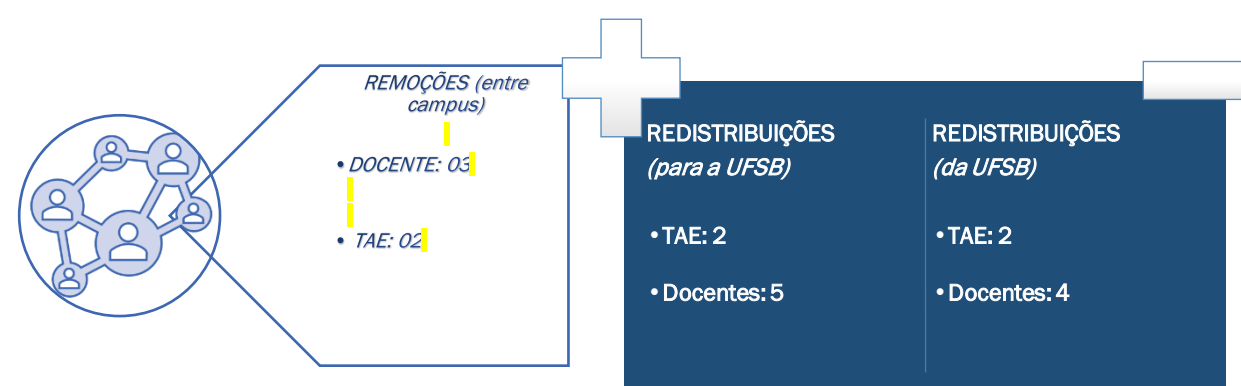 REMOÇÕES (entre
campus)
• DOCENTE: 03
• TAE: 02
REDISTRIBUIÇÕES
(para a UFSB)
• TAE: 2
• Docentes: 5
REDISTRIBUIÇÕES
(da UFSB)
• TAE: 2
• Docentes: 4